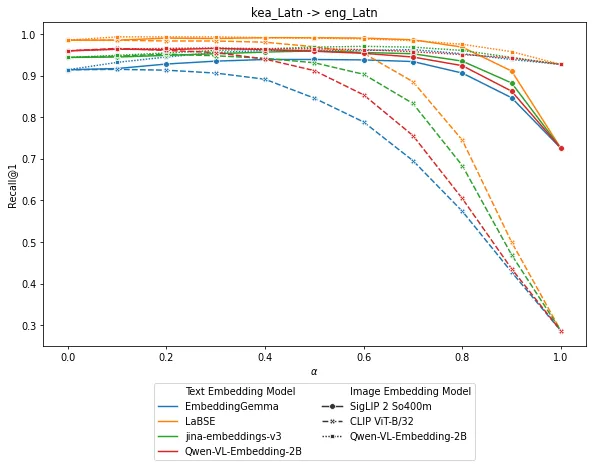 kea_Latn -> eng_Latn
Recall@1
1.0
0.9
0.8
0.7
0.6
0.5
0.4
0.3
0.0 0.2 0.4 0.6 0.8 1.0
α
Text Embedding Model Image Embedding Model
EmbeddingGemma SigLIP 2 So400m
LaBSE CLIP ViT-B/32
jina-embeddings-v3 Qwen-VL-Embedding-2B
Qwen-VL-Embedding-2B